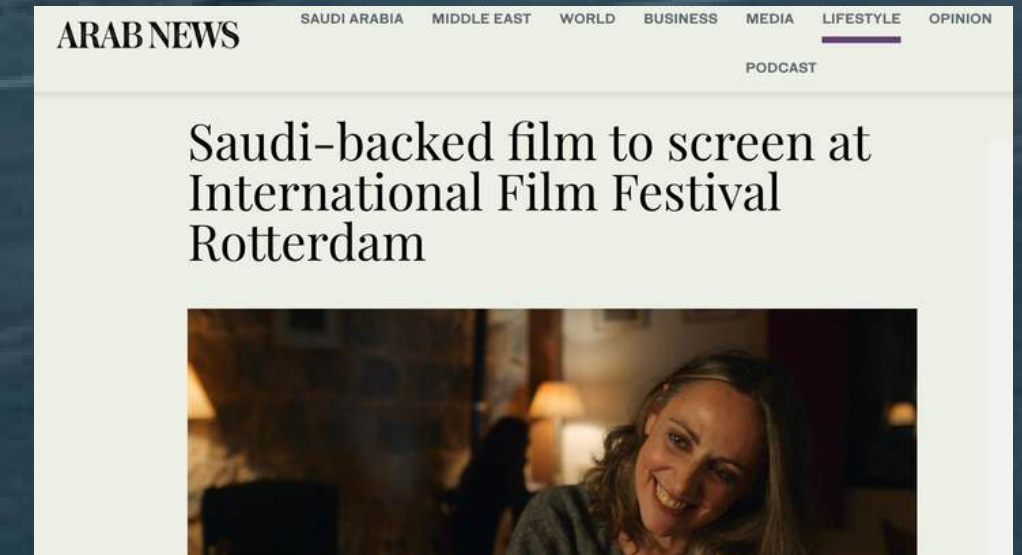 ARAB NEWS
SAUDI ARABIA MIDDLE EAST WORLD BUSINESS MEDIA LIFESTYLE OPINION
PODCAST
Saudi-backed film to screen at
International Film Festival
Rotterdam